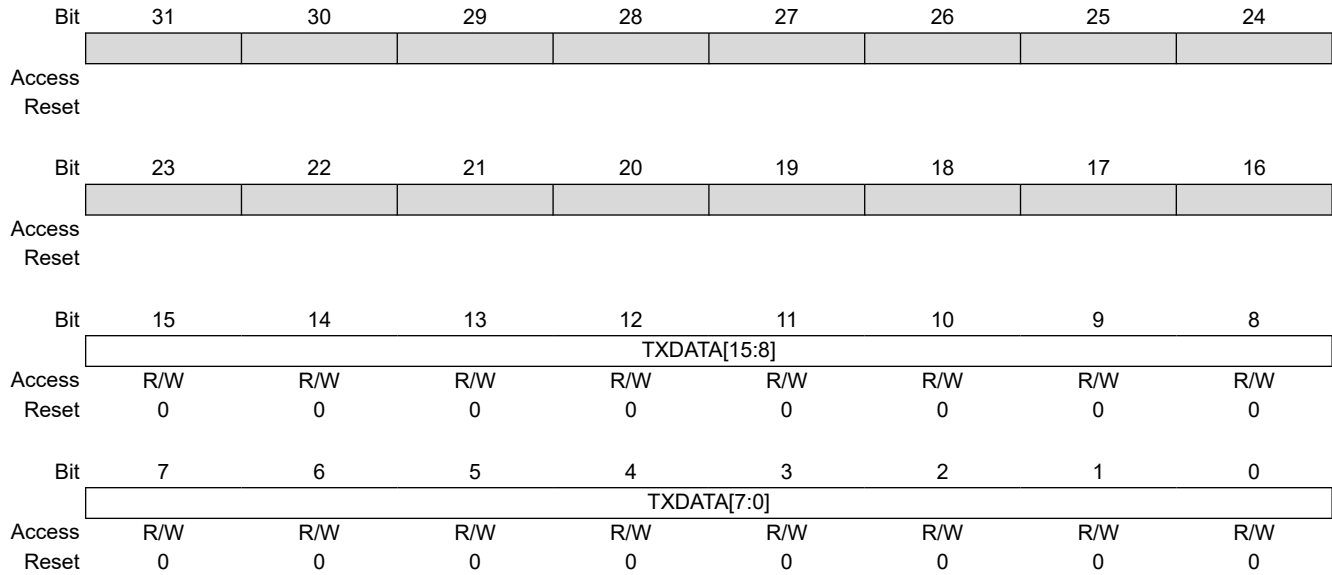 Bit 31 30 29 28 27 26 25 24
Access
Reset
Bit 23 22 21 20 19 18 17 16
Access
Reset
Bit 15 14 13 12 11 10 9 8
TXDATA[15:8]
Access R/W R/W R/W R/W R/W R/W R/W R/W
Reset 0 0 0 0 0 0 0 0
Bit 7 6 5 4 3 2 1 0
TXDATA[7:0]
Access R/W R/W R/W R/W R/W R/W R/W R/W
Reset 0 0 0 0 0 0 0 0